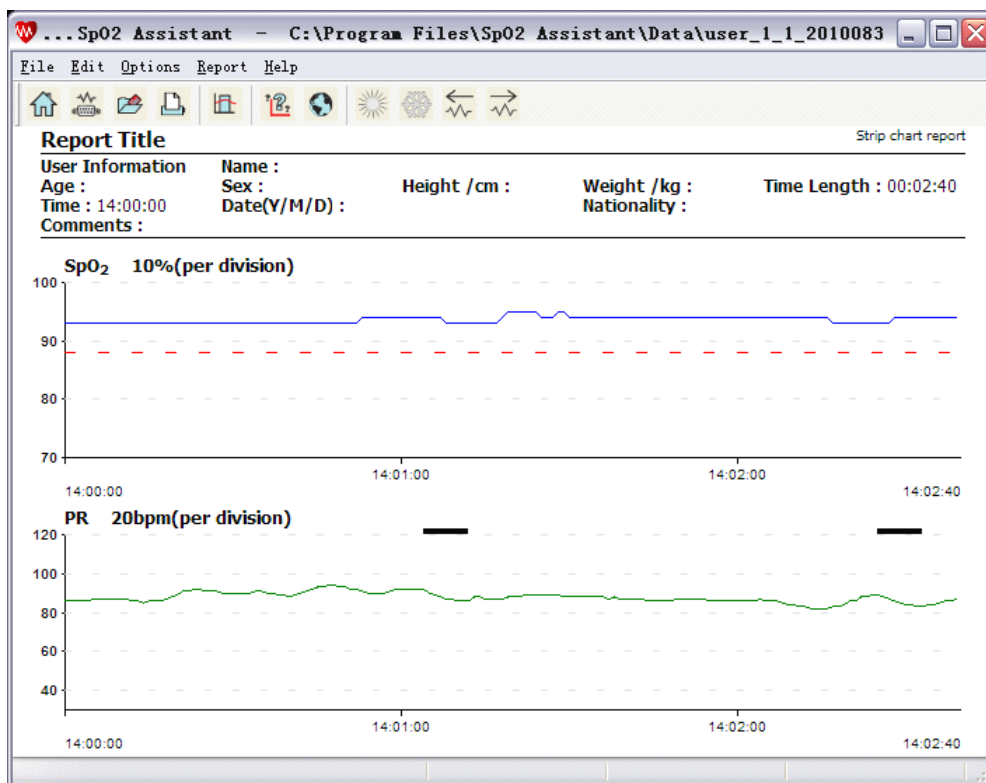 ...SpO2 Assistant - C:\Program Files\SpO2 Assistant\Data\user_1_1_2010083
File Edit Options Report Help
Report Title Strip chart report
User Information Name :
Age : Sex : Height /cm : Weight /kg : Time Length : 00:02:40
Time : 14:00:00 Date(Y/M/D) : Nationality :
Comments :
SpO2 10%(per division)
100
90
80
70
14:01:00 14:02:00
14:00:00 14:02:40
PR 20bpm(per division)
120
100
80
60
40
14:01:00 14:02:00
14:00:00 14:02:40